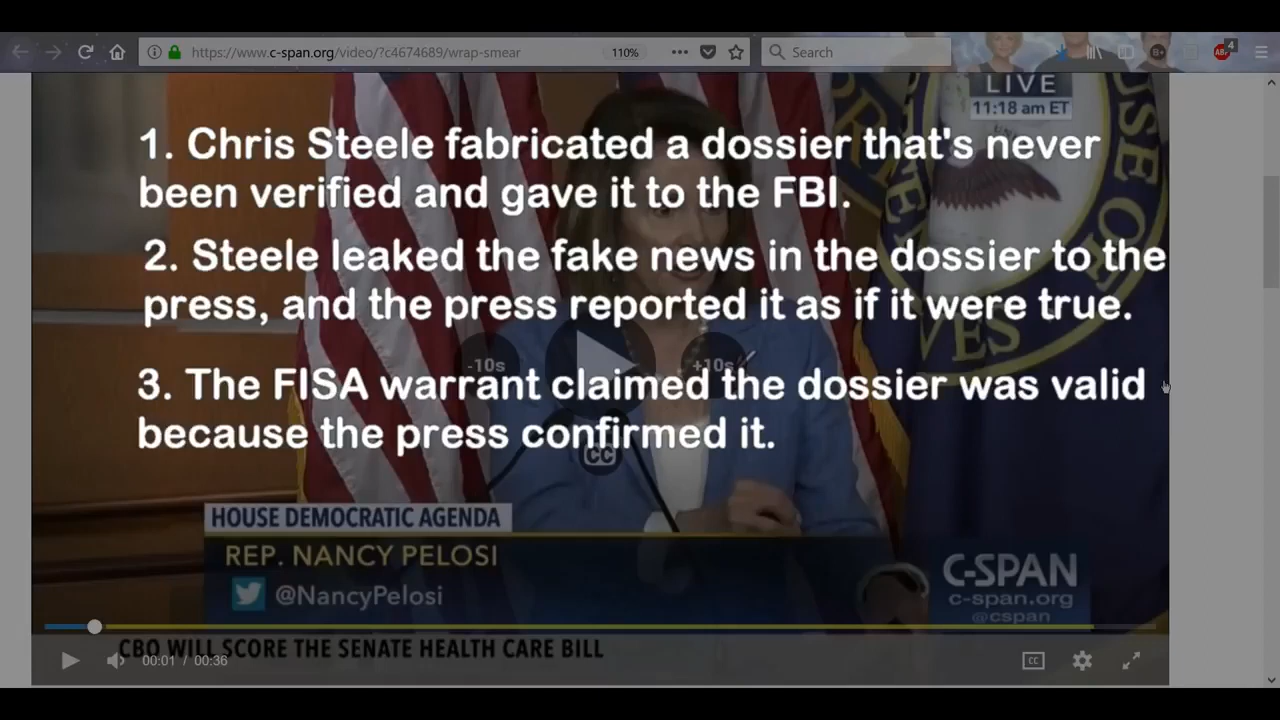 https://www.c-span.org/video/?c4674689/wrap-smear
110%
Search
4
LIVE
11:18 am ET
1. Chris Steele fabricated a dossier that's never
been verified and gave it to the FBI.
2. Steele leaked the fake news in the dossier to the
press, and the press reported it as if it were true.
-10s
+10s
3. The FISA warrant claimed the dossier was valid
because the press confirmed it.
CC
HOUSE DEMOCRATIC AGENDA
REP. NANCY PELOSI
@NancyPelosi
C-SPAN
c-span.org
@cspan
CBO WILL SCORE THE SENATE HEALTH CARE BILL
00:01 / 00:36
CC